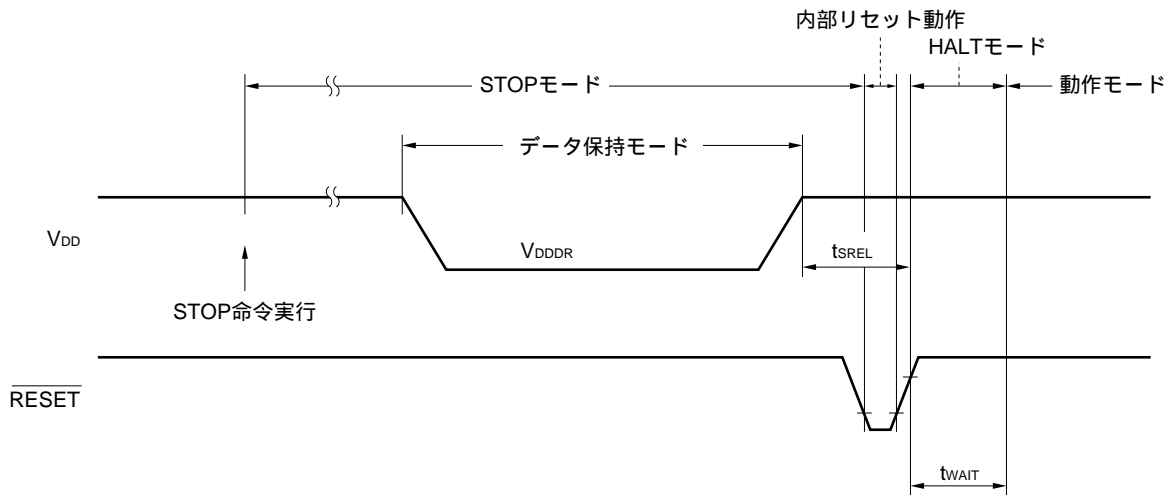 内部リセット動作
HALTモード
STOPモード
動作モード
データ保持モード
VDD
VDDDR
tSREL
STOP命令実行
RESET
tWAIT